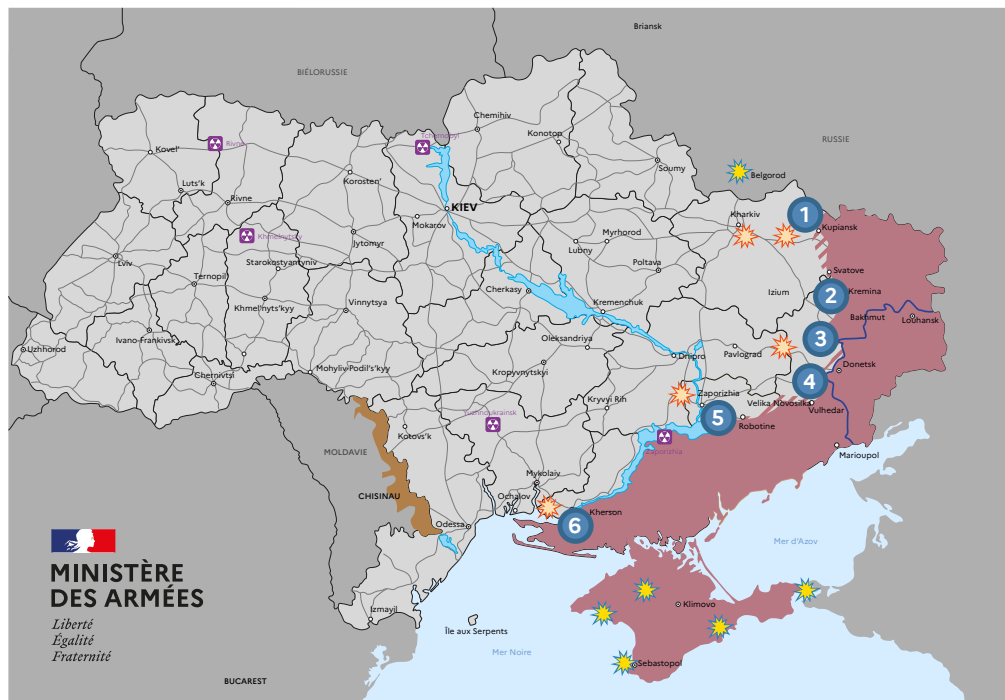 Briansk
BIÉLORUSSIE
RUSSIE
Chemihiv
Konotop
Tchernobyl
Rivne
Kovel'
Soumy
Belgorod
Korosten'
Luts'k
Rivne
KIEV
Mokarov
Kharkiv
1
Kupiansk
Khmelnytsky
Jytomyr
Myrhorod
Lubny
Lviv
Starokostyantyniv
Poltava
Svatove
Ternopil
Cherkasy
Izium
2
Kremina
Khmel'nyts'kyy
Vinnytsya
Kremenchuk
Bakhmut
Louhansk
Uzhhorod
Ivano-Frankivsk
Oleksandriya
3
Dnipro
Pavlograd
Donetsk
Mohyliv-Podil's'kyy
Kropyvnytskyi
Chernivtsi
4
Zaporizhia
Kryvyi Rih
Velika Novosilka
Vulhedar
Yuzhnoukrainsk
5
Robotine
Kotovs'k
Zaporizhia
MOLDAVIE
Marioupol
Mykolaiv
CHISINAU
Ochalov
Kherson
6
Odessa
Mer d'Azov
MINISTÈRE
DES ARMÉES
Liberté
Égalité
Fraternité
Klimovo
Izmayil
Île aux Serpents
Mer Noire
Sebastopol
BUCAREST